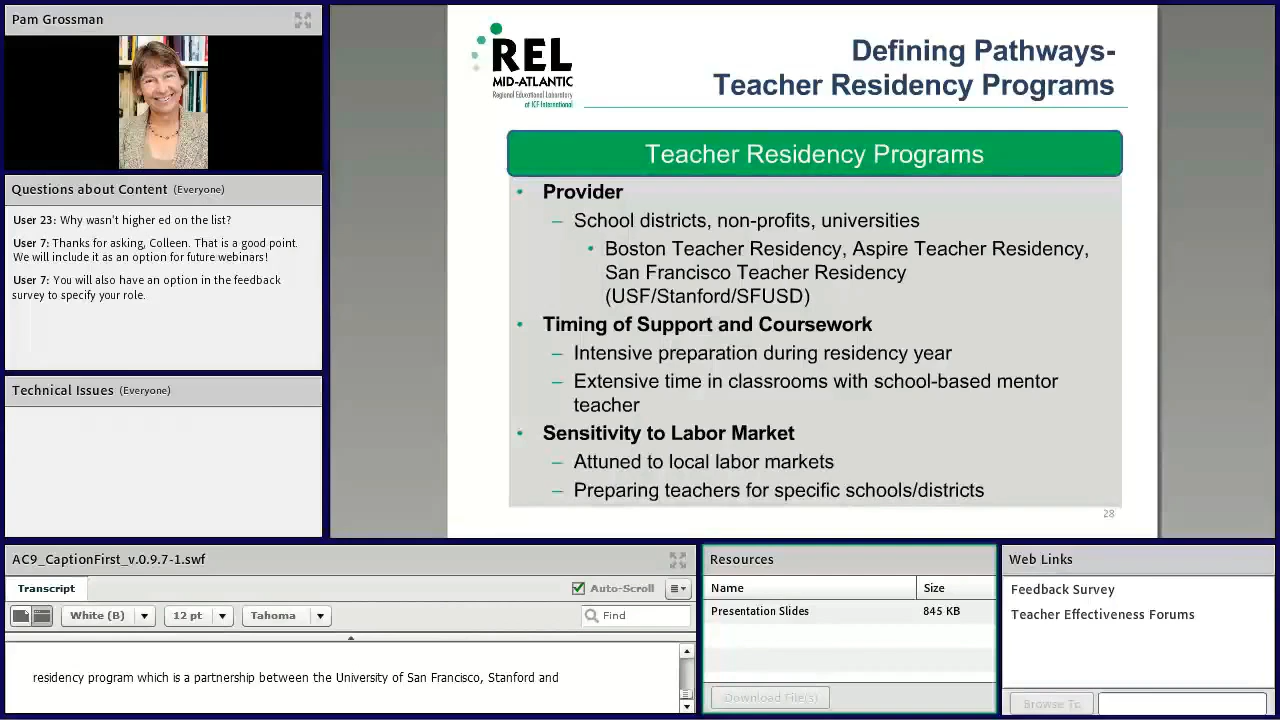 Pam Grossman
Questions about Content (Everyone)
User 23: Why wasn't higher ed on the list?
User 7: Thanks for asking, Colleen. That is a good point.
We will include it as an option for future webinars!
User 7: You will also have an option in the feedback
survey to specify your role.
Technical Issues (Everyone)
REL
MID-ATLANTIC
Regional Educational Laboratory
at ICF International
Defining Pathways-
Teacher Residency Programs
Teacher Residency Programs
• Provider
– School districts, non-profits, universities
• Boston Teacher Residency, Aspire Teacher Residency,
San Francisco Teacher Residency
(USF/Stanford/SFUSD)
• Timing of Support and Coursework
– Intensive preparation during residency year
– Extensive time in classrooms with school-based mentor
teacher
• Sensitivity to Labor Market
– Attuned to local labor markets
– Preparing teachers for specific schools/districts
28
AC9_CaptionFirst_v.0.9.7-1.swf
Transcript
Auto-Scroll
White (B)
12 pt
Tahoma
Find
residency program which is a partnership between the University of San Francisco, Stanford and
Resources
Name Size
Presentation Slides 845 KB
Download File(s)
Web Links
Feedback Survey
Teacher Effectiveness Forums
Browse To